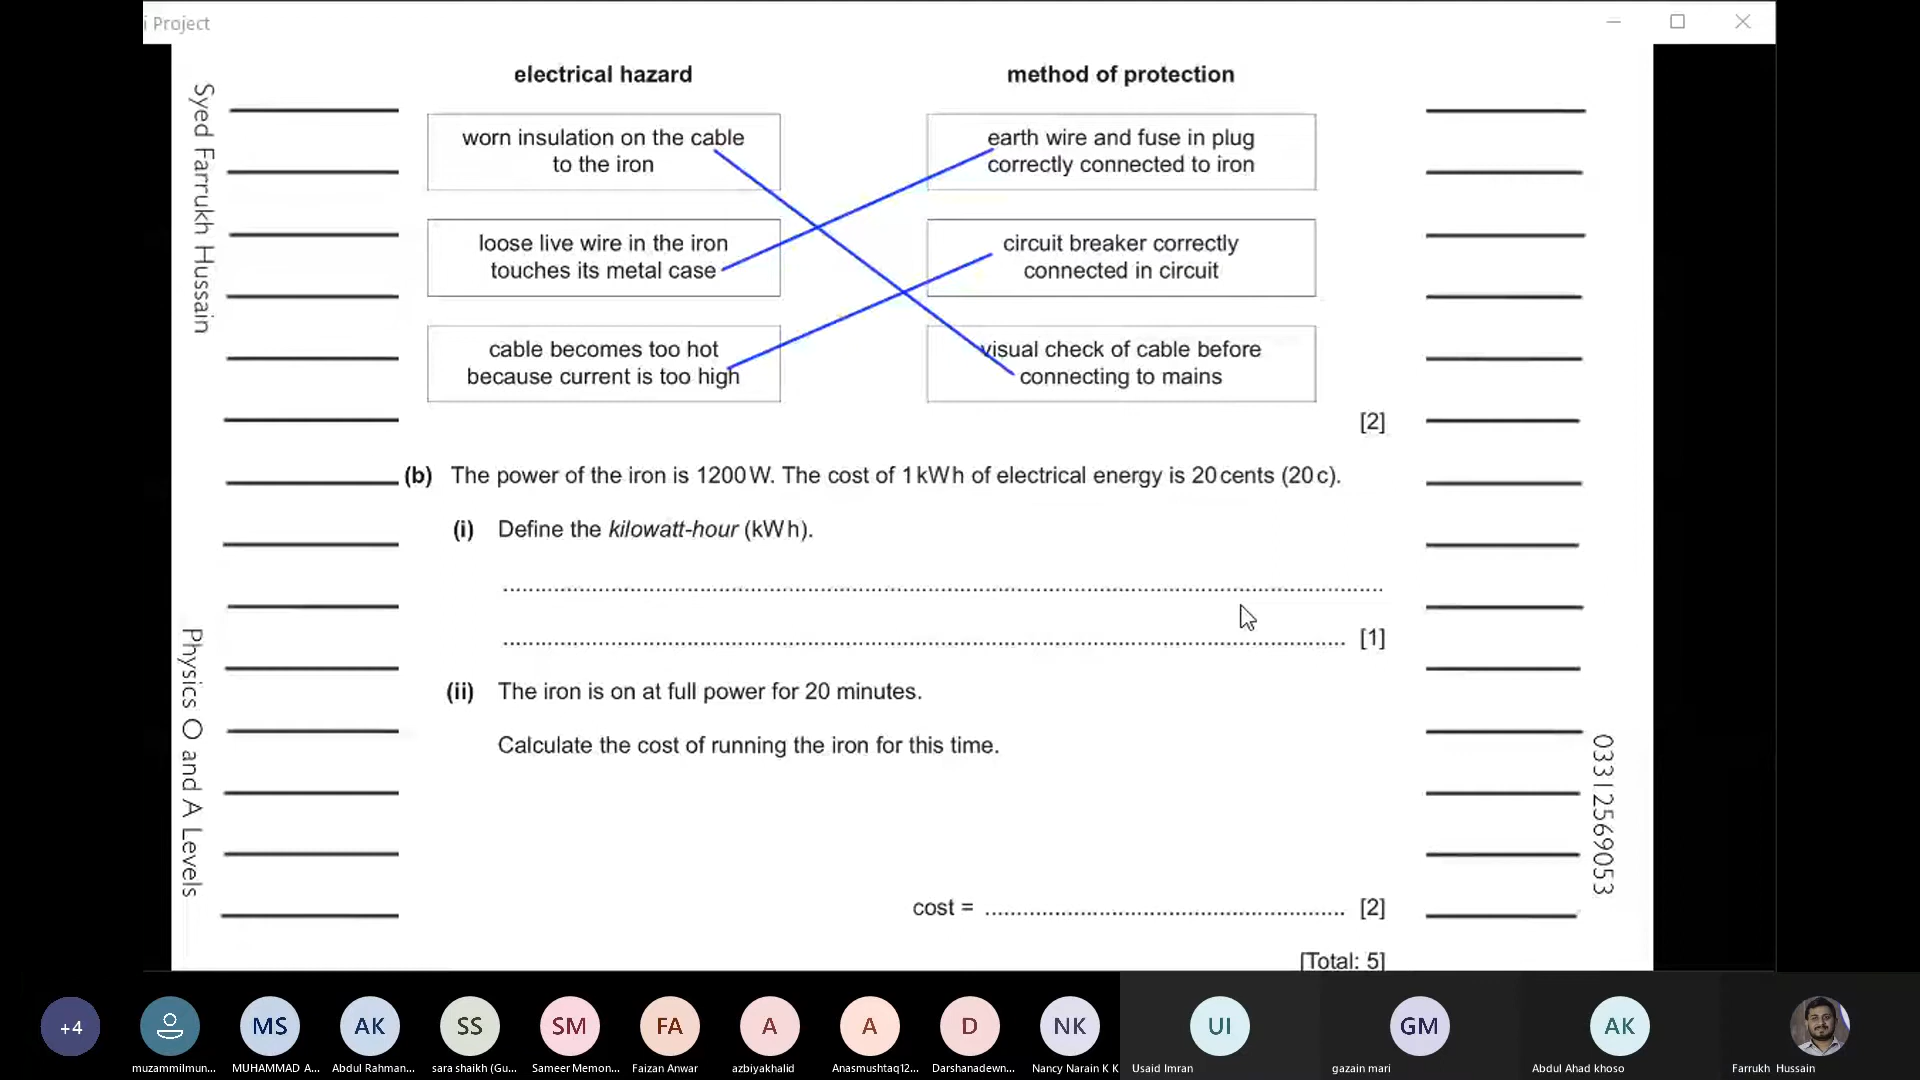 i Project
electrical hazard
method of protection
worn insulation on the cable
to the iron
earth wire and fuse in plug
correctly connected to iron
loose live wire in the iron
touches its metal case
circuit breaker correctly
connected in circuit
cable becomes too hot
because current is too high
visual check of cable before
connecting to mains
[2]
(b) The power of the iron is 1200 W. The cost of 1 kWh of electrical energy is 20 cents (20 c).
(i) Define the kilowatt-hour (kWh).
[1]
(ii) The iron is on at full power for 20 minutes.
Calculate the cost of running the iron for this time.
cost = [2]
[Total: 5]
Syed Farrukh Hussain
Physics O and A Levels
03312569053
+4
MS
AK
SS
SM
FA
A
A
D
NK
UI
GM
AK
muzammilmun...
MUHAMMAD A...
Abdul Rahman...
sara shaikh (Gu...
Sameer Memon...
Faizan Anwar
azbiyakhalid
Anasmushtaq12...
Darshanadewn...
Nancy Narain K K
Usaid Imran
gazain mari
Abdul Ahad khoso
Farrukh Hussain